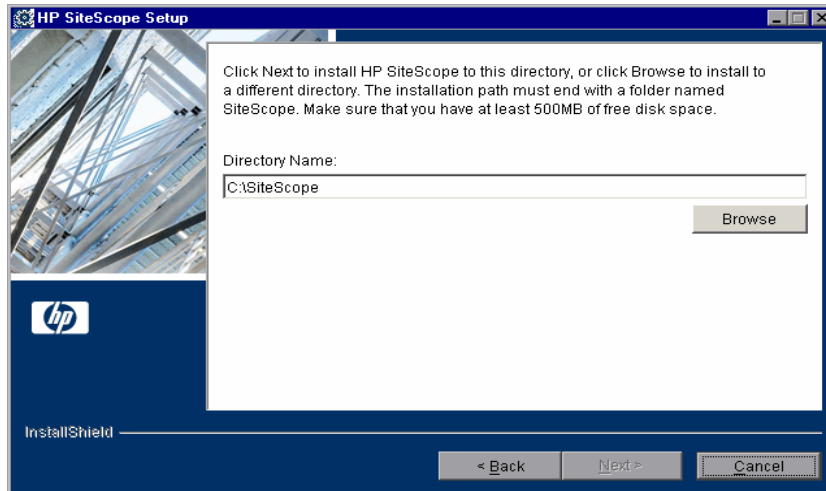 HP SiteScope Setup
Click Next to install HP SiteScope to this directory, or click Browse to install to
a different directory. The installation path must end with a folder named
SiteScope. Make sure that you have at least 500MB of free disk space.
Directory Name:
C:\SiteScope
Browse
hp
InstallShield
< Back
Next >
Cancel